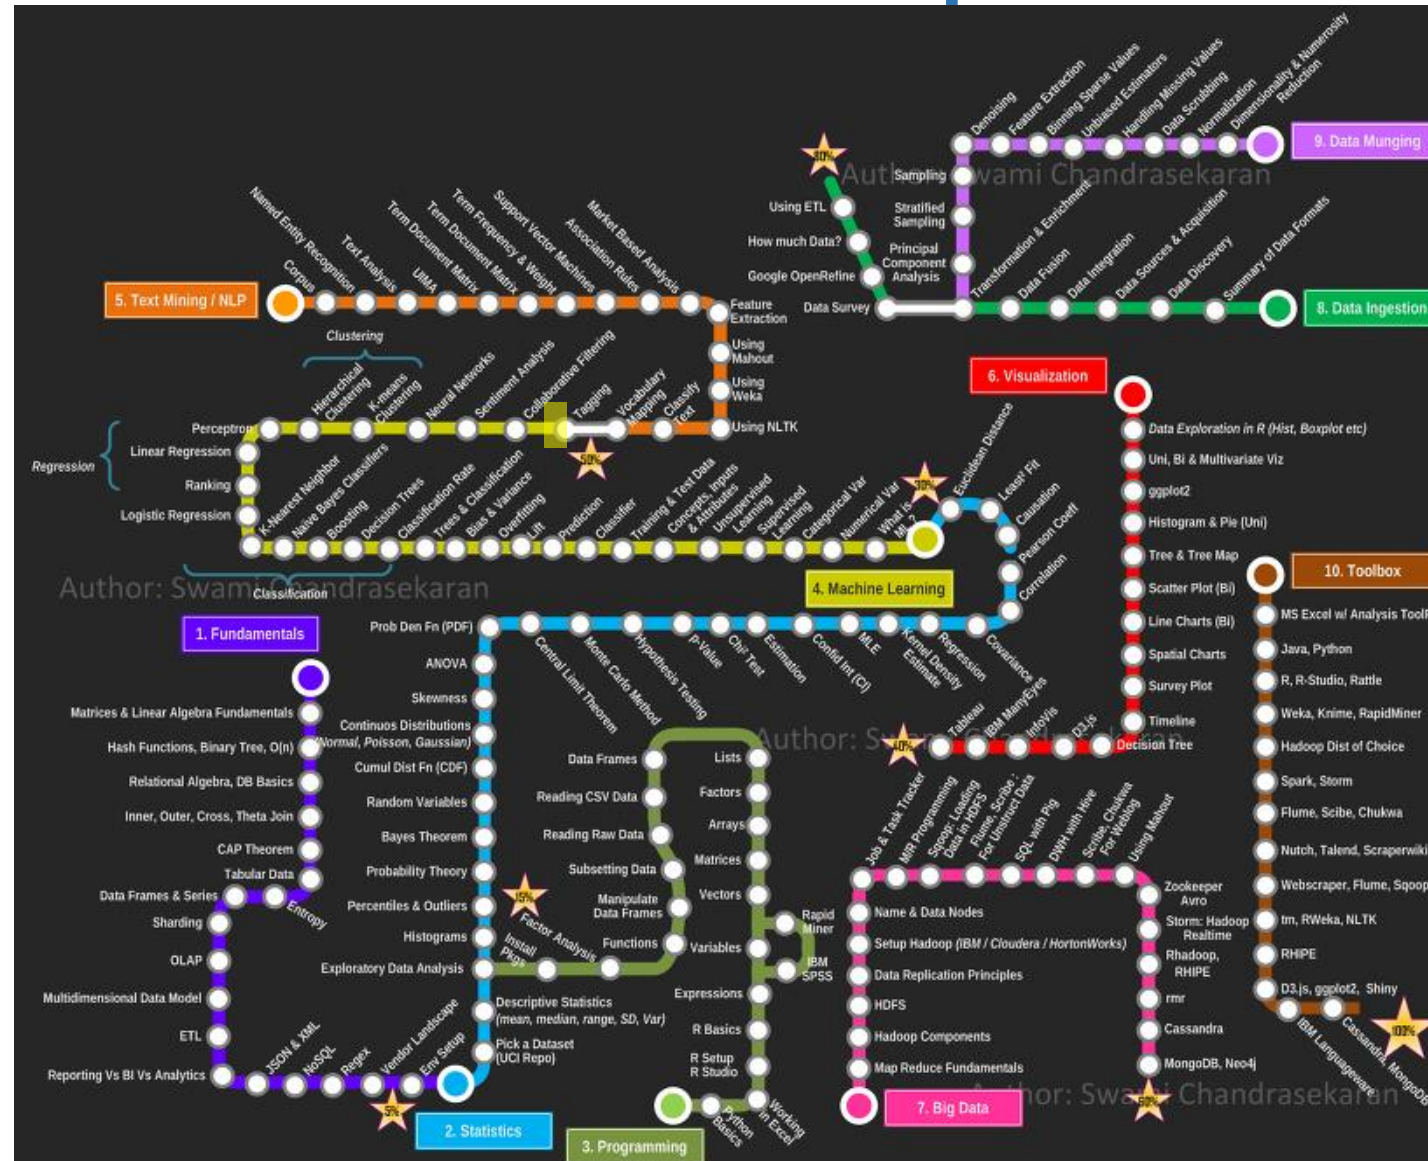 Denoising
Feature Extraction
Binning Sparse Values
Unbiased Estimators
Handling Missing Values
Data Scrubbing
Normalization
Dimensionality & Numerosity
Reduction
9. Data Munging
80%
Author: Swami Chandrasekaran
Sampling
Stratified
Sampling
Principal
Component
Analysis
Using ETL
How much Data?
Google OpenRefine
Data Survey
Transformation & Enrichment
Data Fusion
Data Integration
Data Sources & Acquisition
Data Discovery
Summary of Data Formats
8. Data Ingestion
5. Text Mining / NLP
Corpus
Named Entity Recognition
Text Analysis
UIMA
Term Document Matrix
Term Document Matrix
Term Frequency & Weight
Support Vector Machines
Association Rules
Market Based Analysis
Feature
Extraction
Using
Mahout
Using
Weka
Using NLTK
Classify
Text
Vocabulary
Mapping
Tagging
50%
Collaborative Filtering
Sentiment Analysis
Neural Networks
Clustering
K-means
Clustering
Hierarchical
Clustering
Perceptron
Linear Regression
Regression
Ranking
Logistic Regression
K-Nearest Neighbor
Naive Bayes Classifiers
Boosting
Decision Trees
Classification Rate
Trees & Classification
Bias & Variance
Overfitting
Lift
Prediction
Classifier
Training & Test Data
Concepts, Inputs
& Attributes
Unsupervised
Learning
Supervised
Learning
Categorical Var
Numerical Var
What is
ML?
30%
4. Machine Learning
Classification
Author: Swami Chandrasekaran
Euclidean Distance
Least² Fit
Causation
Pearson Coeff
Correlation
Covariance
Regression
Kernel Density
Estimate
MLE
Confid Int (CI)
Estimation
Chi² Test
p-Value
Hypothesis Testing
Monte Carlo Method
Central Limit Theorem
Prob Den Fn (PDF)
ANOVA
Skewness
Continuos Distributions
(Normal, Poisson, Gaussian)
Cumul Dist Fn (CDF)
Random Variables
Bayes Theorem
Probability Theory
Percentiles & Outliers
Histograms
Exploratory Data Analysis
Descriptive Statistics
(mean, median, range, SD, Var)
Pick a Dataset
(UCI Repo)
2. Statistics
1. Fundamentals
Matrices & Linear Algebra Fundamentals
Hash Functions, Binary Tree, O(n)
Relational Algebra, DB Basics
Inner, Outer, Cross, Theta Join
CAP Theorem
Tabular Data
Entropy
Data Frames & Series
Sharding
OLAP
Multidimensional Data Model
ETL
Reporting Vs BI Vs Analytics
JSON & XML
NoSQL
Regex
Vendor Landscape
Env Setup
5%
15%
Install
Pkgs
Factor Analysis
Functions
Manipulate
Data Frames
Subsetting Data
Reading Raw Data
Reading CSV Data
Data Frames
Lists
Factors
Arrays
Matrices
Vectors
Variables
Rapid
Miner
IBM
SPSS
Expressions
R Basics
R Setup
R Studio
Working
in Excel
Python
Basics
3. Programming
6. Visualization
Data Exploration in R (Hist, Boxplot etc)
Uni, Bi & Multivariate Viz
ggplot2
Histogram & Pie (Uni)
Tree & Tree Map
Scatter Plot (Bi)
Line Charts (Bi)
Spatial Charts
Survey Plot
Timeline
Decision Tree
D3.js
InfoVis
IBM ManyEyes
Tableau
40%
Author: Swami Chandrasekaran
Job & Task Tracker
M/R Programming
Sqoop: Loading
Data in HDFS
Flume, Scribe :
For Unstruct Data
SQL with Pig
DWH with Hive
Scribe, Chukwa
For Weblog
Using Mahout
Zookeeper
Avro
Storm: Hadoop
Realtime
Rhadoop,
RHIPE
rmr
Cassandra
MongoDB, Neo4j
60%
Name & Data Nodes
Setup Hadoop (IBM / Cloudera / HortonWorks)
Data Replication Principles
HDFS
Hadoop Components
Map Reduce Fundamentals
7. Big Data
Author: Swami Chandrasekaran
10. Toolbox
MS Excel w/ Analysis ToolP
Java, Python
R, R-Studio, Rattle
Weka, Knime, RapidMiner
Hadoop Dist of Choice
Spark, Storm
Flume, Scibe, Chukwa
Nutch, Talend, Scraperwiki
Webscraper, Flume, Sqoop
tm, RWeka, NLTK
RHIPE
D3.js, ggplot2, Shiny
IBM Languageware
Cassandra, MongoDB
100%